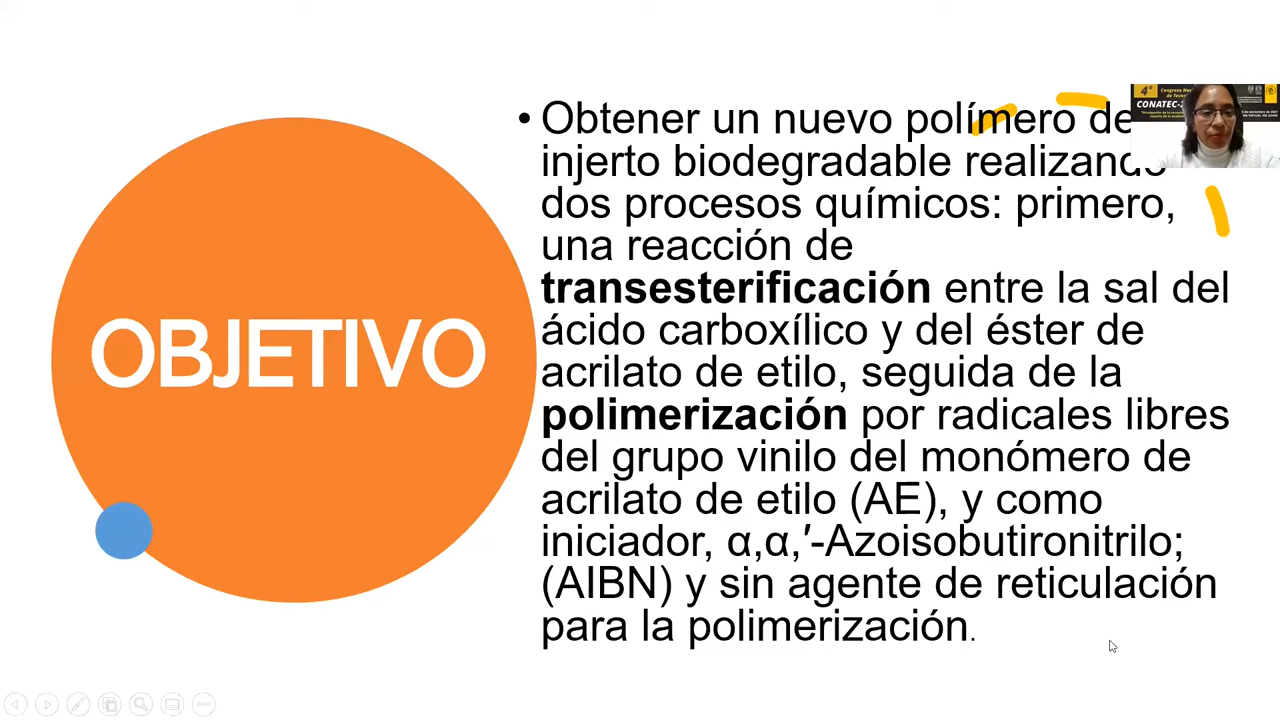 OBJETIVO
• Obtener un nuevo polímero de
injerto biodegradable realizando
dos procesos químicos: primero,
una reacción de
transesterificación entre la sal del
ácido carboxílico y del éster de
acrilato de etilo, seguida de la
polimerización por radicales libres
del grupo vinilo del monómero de
acrilato de etilo (AE), y como
iniciador, α,α,′-Azoisobutironitrilo;
(AIBN) y sin agente de reticulación
para la polimerización.
4°
Congreso
CONATEC-2